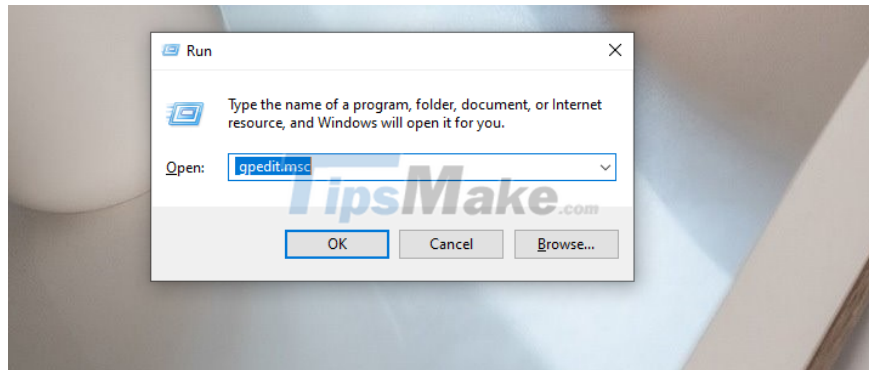 Run
Type the name of a program, folder, document, or Internet
resource, and Windows will open it for you.
Open: gpedit.msc
TipsMake.com
OK Cancel Browse...